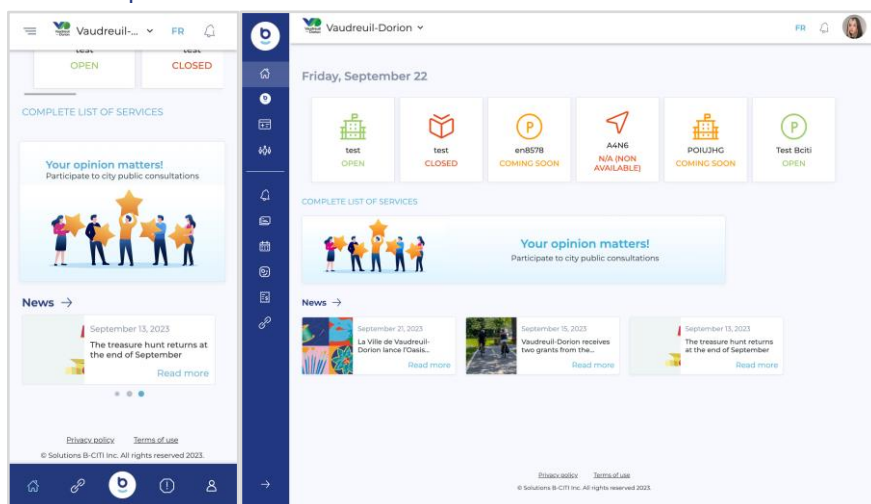 Vaudreuil-...
FR
test
test
OPEN
CLOSED
COMPLETE LIST OF SERVICES
Your opinion matters!
Participate to city public consultations
News →
September 13, 2023
The treasure hunt returns at
the end of September
Read more
Privacy policy Terms of use
© Solutions B-CITI Inc. All rights reserved 2023.
Vaudreuil-Dorion
FR
Friday, September 22
test
OPEN
test
CLOSED
en8578
COMING SOON
A4N6
N/A (NON
AVAILABLE)
POIUJHG
COMING SOON
Test Bciti
OPEN
COMPLETE LIST OF SERVICES
Your opinion matters!
Participate to city public consultations
News →
September 21, 2023
La Ville de Vaudreuil-
Dorion lance l'Oasis...
Read more
September 15, 2023
Vaudreuil-Dorion receives
two grants from the...
Read more
September 13, 2023
The treasure hunt returns
at the end of September
Read more
Privacy policy Terms of use
© Solutions B-CITI Inc. All rights reserved 2023.